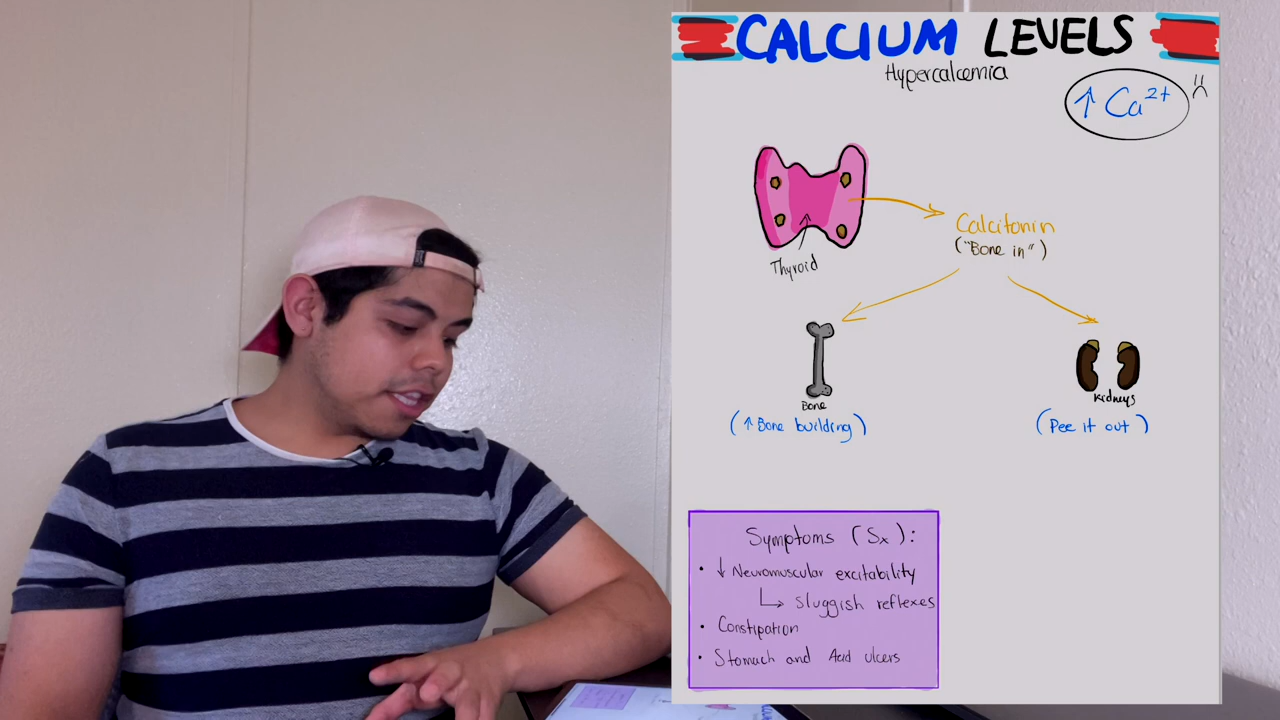 CALCIUM LEVELS
Hypercalcemia
↑ Ca²⁺
Thyroid
Calcitonin
("Bone in")
Bone
(↑ Bone building)
Kidneys
(Pee it out)
Symptoms (Sx):
• ↓ Neuromuscular excitability
↳ Sluggish reflexes
• Constipation
• Stomach and Acid ulcers